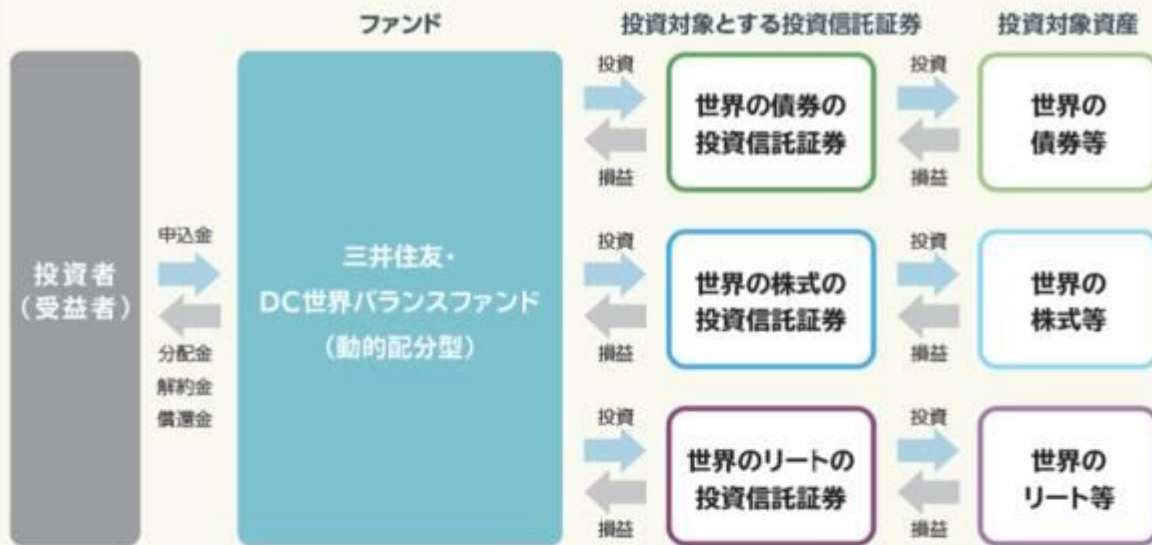 ファンド
投資対象とする投資信託証券
投資対象資産
投資者
(受益者)
申込金
分配金
解約金
償還金
三井住友・
DC世界バランスファンド
(動的配分型)
投資
損益
世界の債券の
投資信託証券
投資
損益
世界の
債券等
投資
損益
世界の株式の
投資信託証券
投資
損益
世界の
株式等
投資
損益
世界のリートの
投資信託証券
投資
損益
世界の
リート等